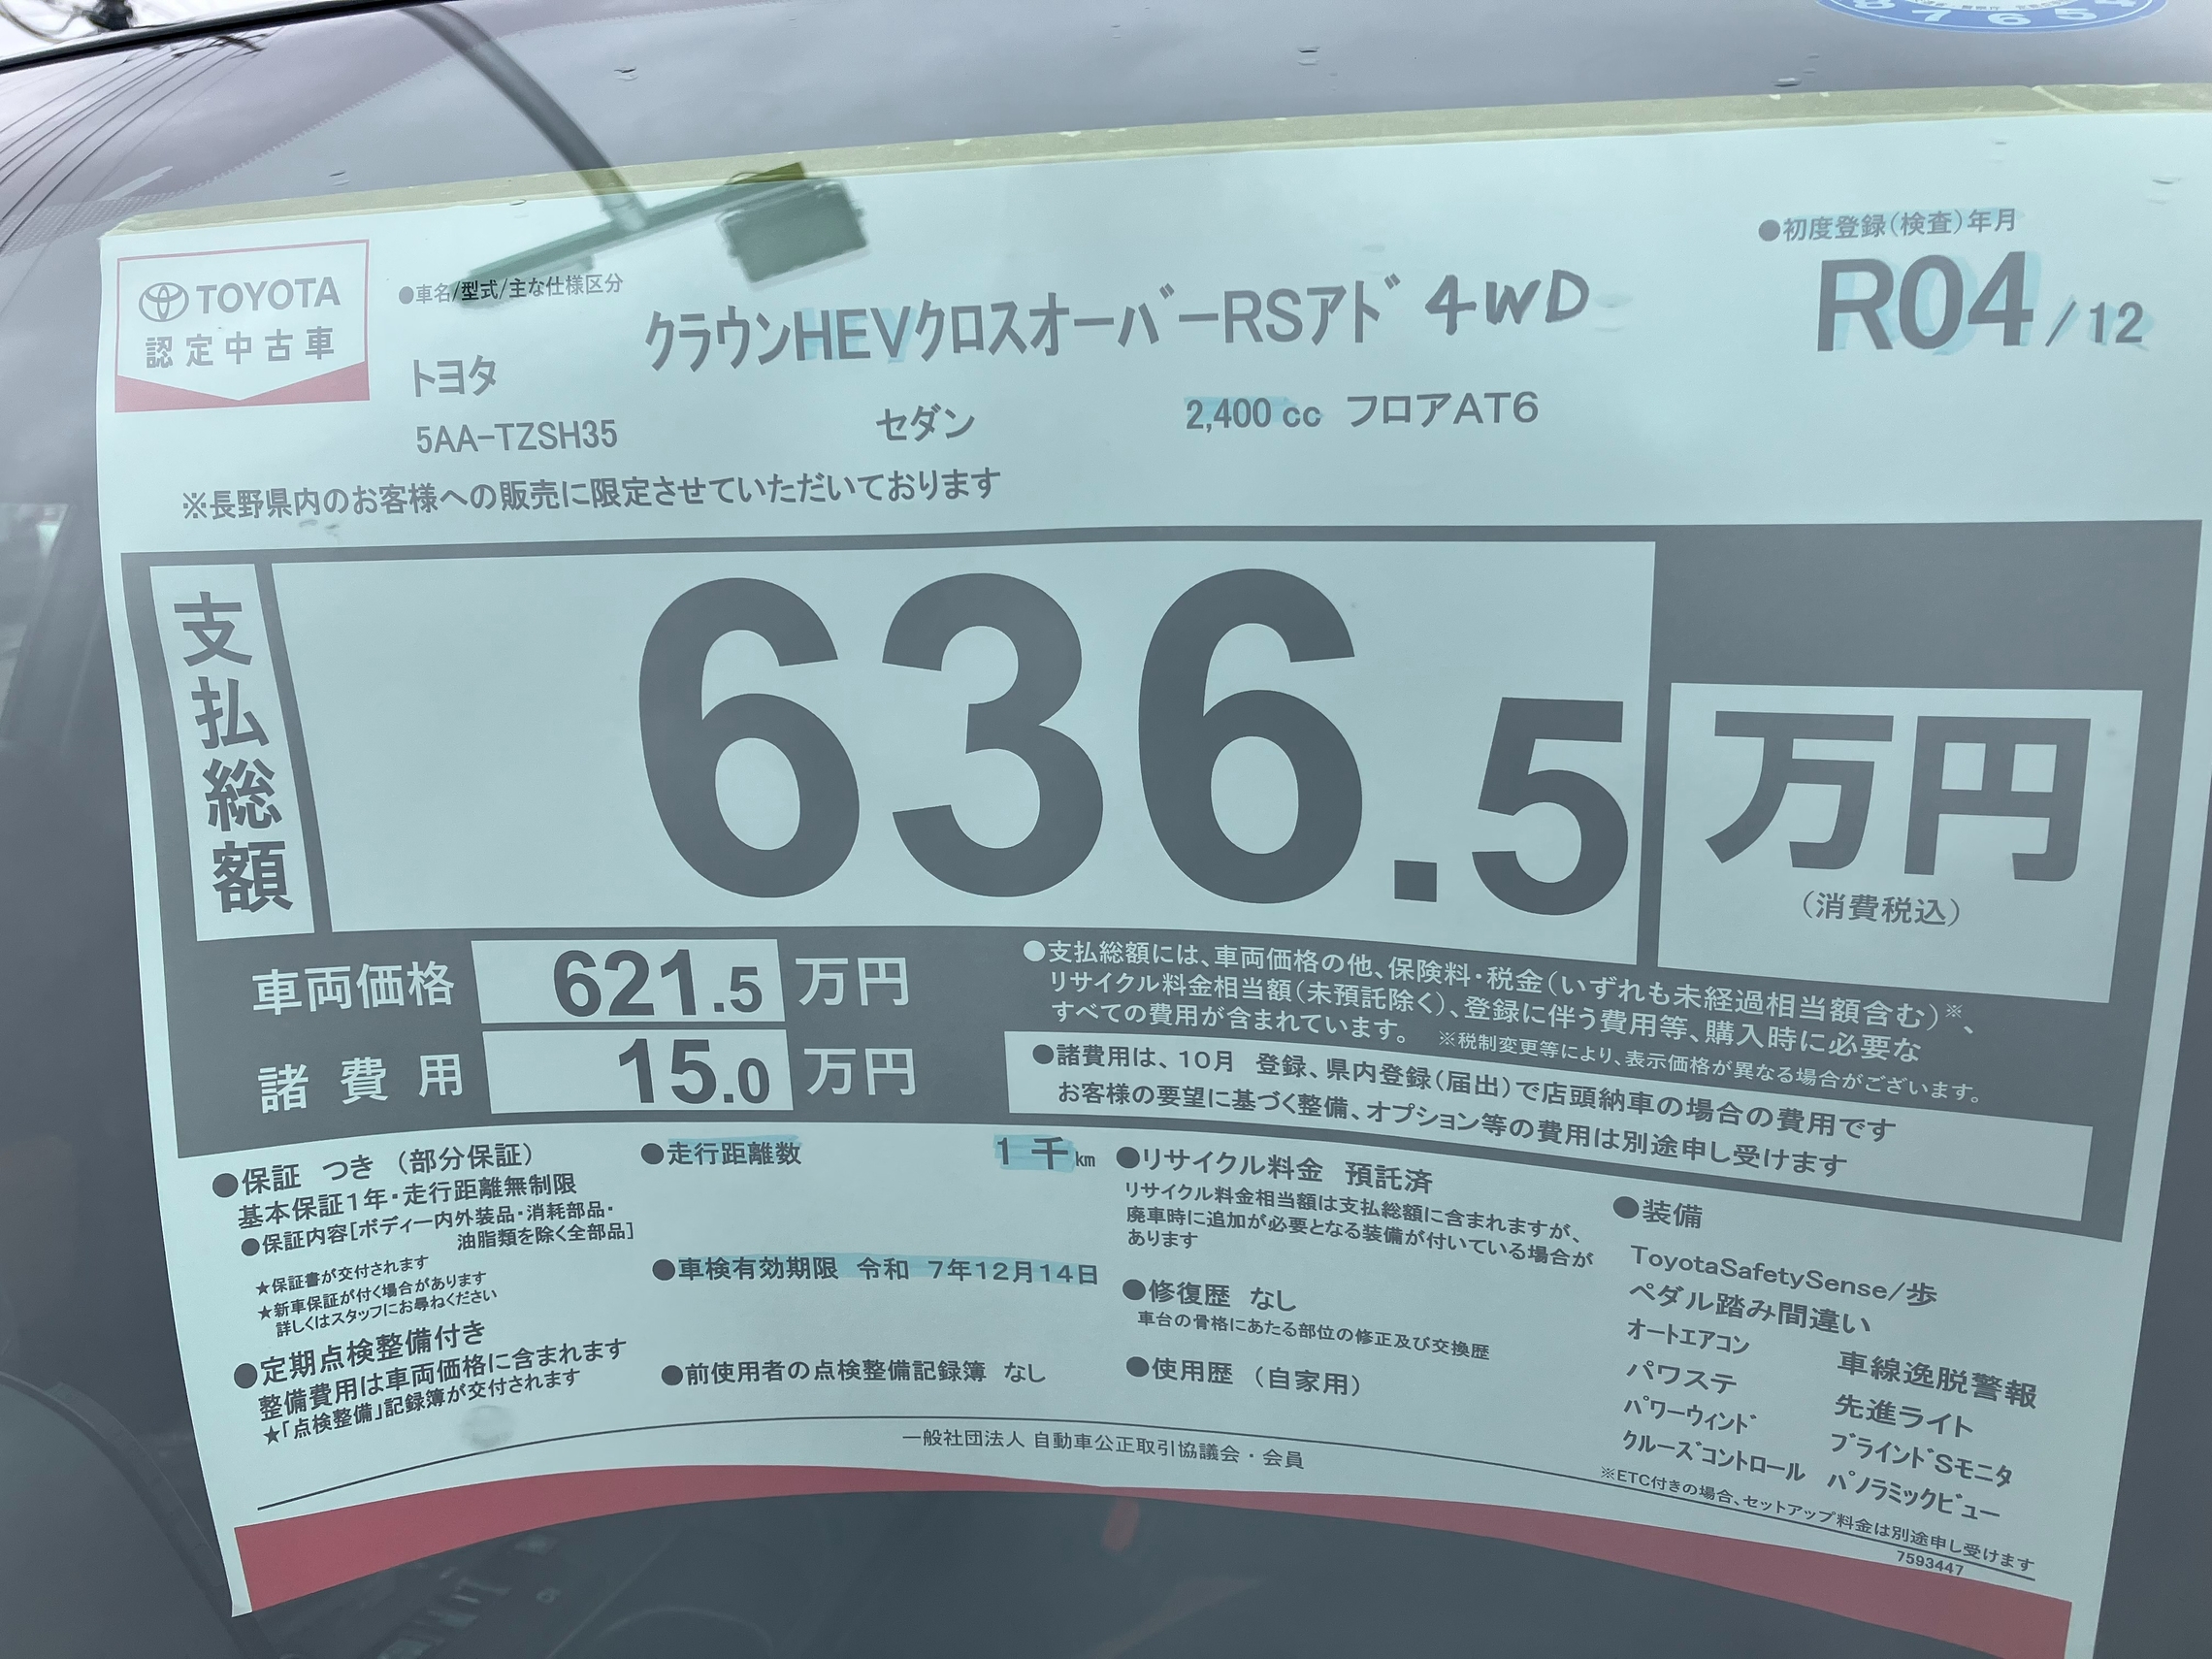 8 7 6 5 4
TOYOTA
認定中古車
●車名/型式/主な仕様区分
●初度登録(検査)年月
トヨタ
クラウンHEVクロスオーバーRSアド 4WD
R04/12
5AA-TZSH35
セダン
2,400 cc フロアAT6
※長野県内のお客様への販売に限定させていただいております
支払総額
636.5
万円
(消費税込)
車両価格 621.5 万円
諸費用 15.0 万円
●支払総額には、車両価格の他、保険料・税金(いずれも未経過相当額含む)※、
リサイクル料金相当額(未預託除く)、登録に伴う費用等、購入時に必要な
すべての費用が含まれています。 ※税制変更等により、表示価格が異なる場合がございます。
●諸費用は、10月 登録、県内登録(届出)で店頭納車の場合の費用です
お客様の要望に基づく整備、オプション等の費用は別途申し受けます
●保証 つき (部分保証)
基本保証1年・走行距離無制限
●保証内容[ボディー内外装品・消耗部品・
油脂類を除く全部品]
★保証書が交付されます
★新車保証が付く場合があります
詳しくはスタッフにお尋ねください
●定期点検整備付き
整備費用は車両価格に含まれます
★「点検整備」記録簿が交付されます
●走行距離数 1千km
●車検有効期限 令和 7年12月14日
●前使用者の点検整備記録簿 なし
●リサイクル料金 預託済
リサイクル料金相当額は支払総額に含まれますが、
廃車時に追加が必要となる装備が付いている場合が
あります
●修復歴 なし
車台の骨格にあたる部位の修正及び交換歴
●使用歴 (自家用)
●装備
ToyotaSafetySense/歩
ペダル踏み間違い
オートエアコン
パワステ
パワーウィンド
クルーズコントロール
車線逸脱警報
先進ライト
ブラインドSモニタ
パノラミックビュー
※ETC付きの場合、セットアップ料金は別途申し受けます
7593447
一般社団法人 自動車公正取引協議会・会員